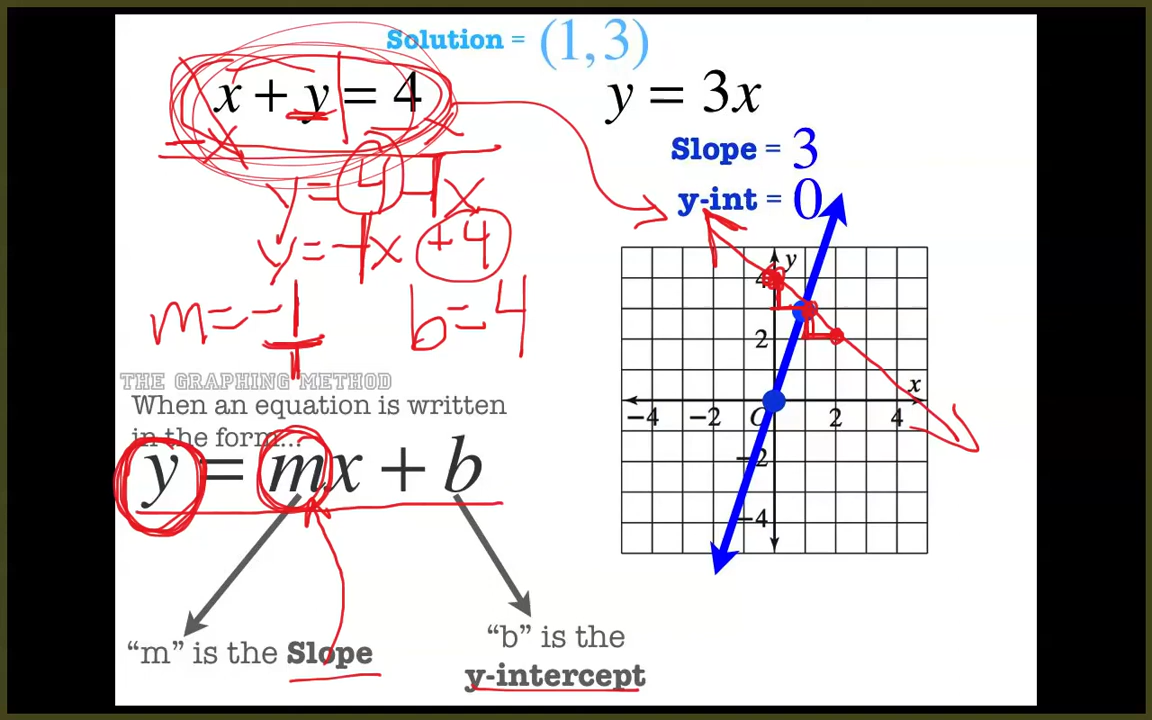 Solution = (1,3)
x + y = 4
y = 3x
-x -x
Slope = 3
y = 4 - 1x
y-int = 0
y = -1x + 4
m = -1/1 b = 4
THE GRAPHING METHOD
When an equation is written
in the form...
y = mx + b
"m" is the Slope
"b" is the
y-intercept
y
4
2
x
-4 -2 O 2 4
-2
-4